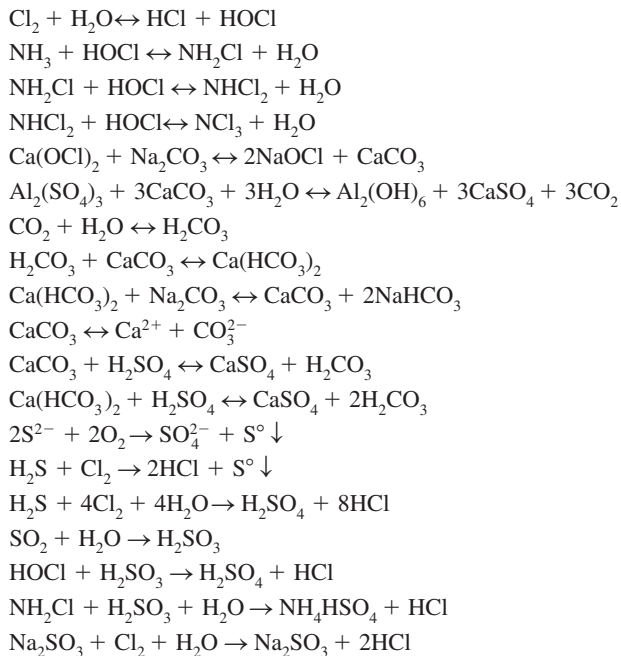 Cl₂ + H₂O↔ HCl + HOCl
NH₃ + HOCl ↔ NH₂Cl + H₂O
NH₂Cl + HOCl ↔ NHCl₂ + H₂O
NHCl₂ + HOCl↔ NCl₃ + H₂O
Ca(OCl)₂ + Na₂CO₃ ↔ 2NaOCl + CaCO₃
Al₂(SO₄)₃ + 3CaCO₃ + 3H₂O ↔ Al₂(OH)₆ + 3CaSO₄ + 3CO₂
CO₂ + H₂O ↔ H₂CO₃
H₂CO₃ + CaCO₃ ↔ Ca(HCO₃)₂
Ca(HCO₃)₂ + Na₂CO₃ ↔ CaCO₃ + 2NaHCO₃
CaCO₃ ↔ Ca²⁺ + CO₃²⁻
CaCO₃ + H₂SO₄ ↔ CaSO₄ + H₂CO₃
Ca(HCO₃)₂ + H₂SO₄ ↔ CaSO₄ + 2H₂CO₃
2S²⁻ + 2O₂ → SO₄²⁻ + S° ↓
H₂S + Cl₂ → 2HCl + S° ↓
H₂S + 4Cl₂ + 4H₂O → H₂SO₄ + 8HCl
SO₂ + H₂O → H₂SO₃
HOCl + H₂SO₃ → H₂SO₄ + HCl
NH₂Cl + H₂SO₃ + H₂O → NH₄HSO₄ + HCl
Na₂SO₃ + Cl₂ + H₂O → Na₂SO₃ + 2HCl